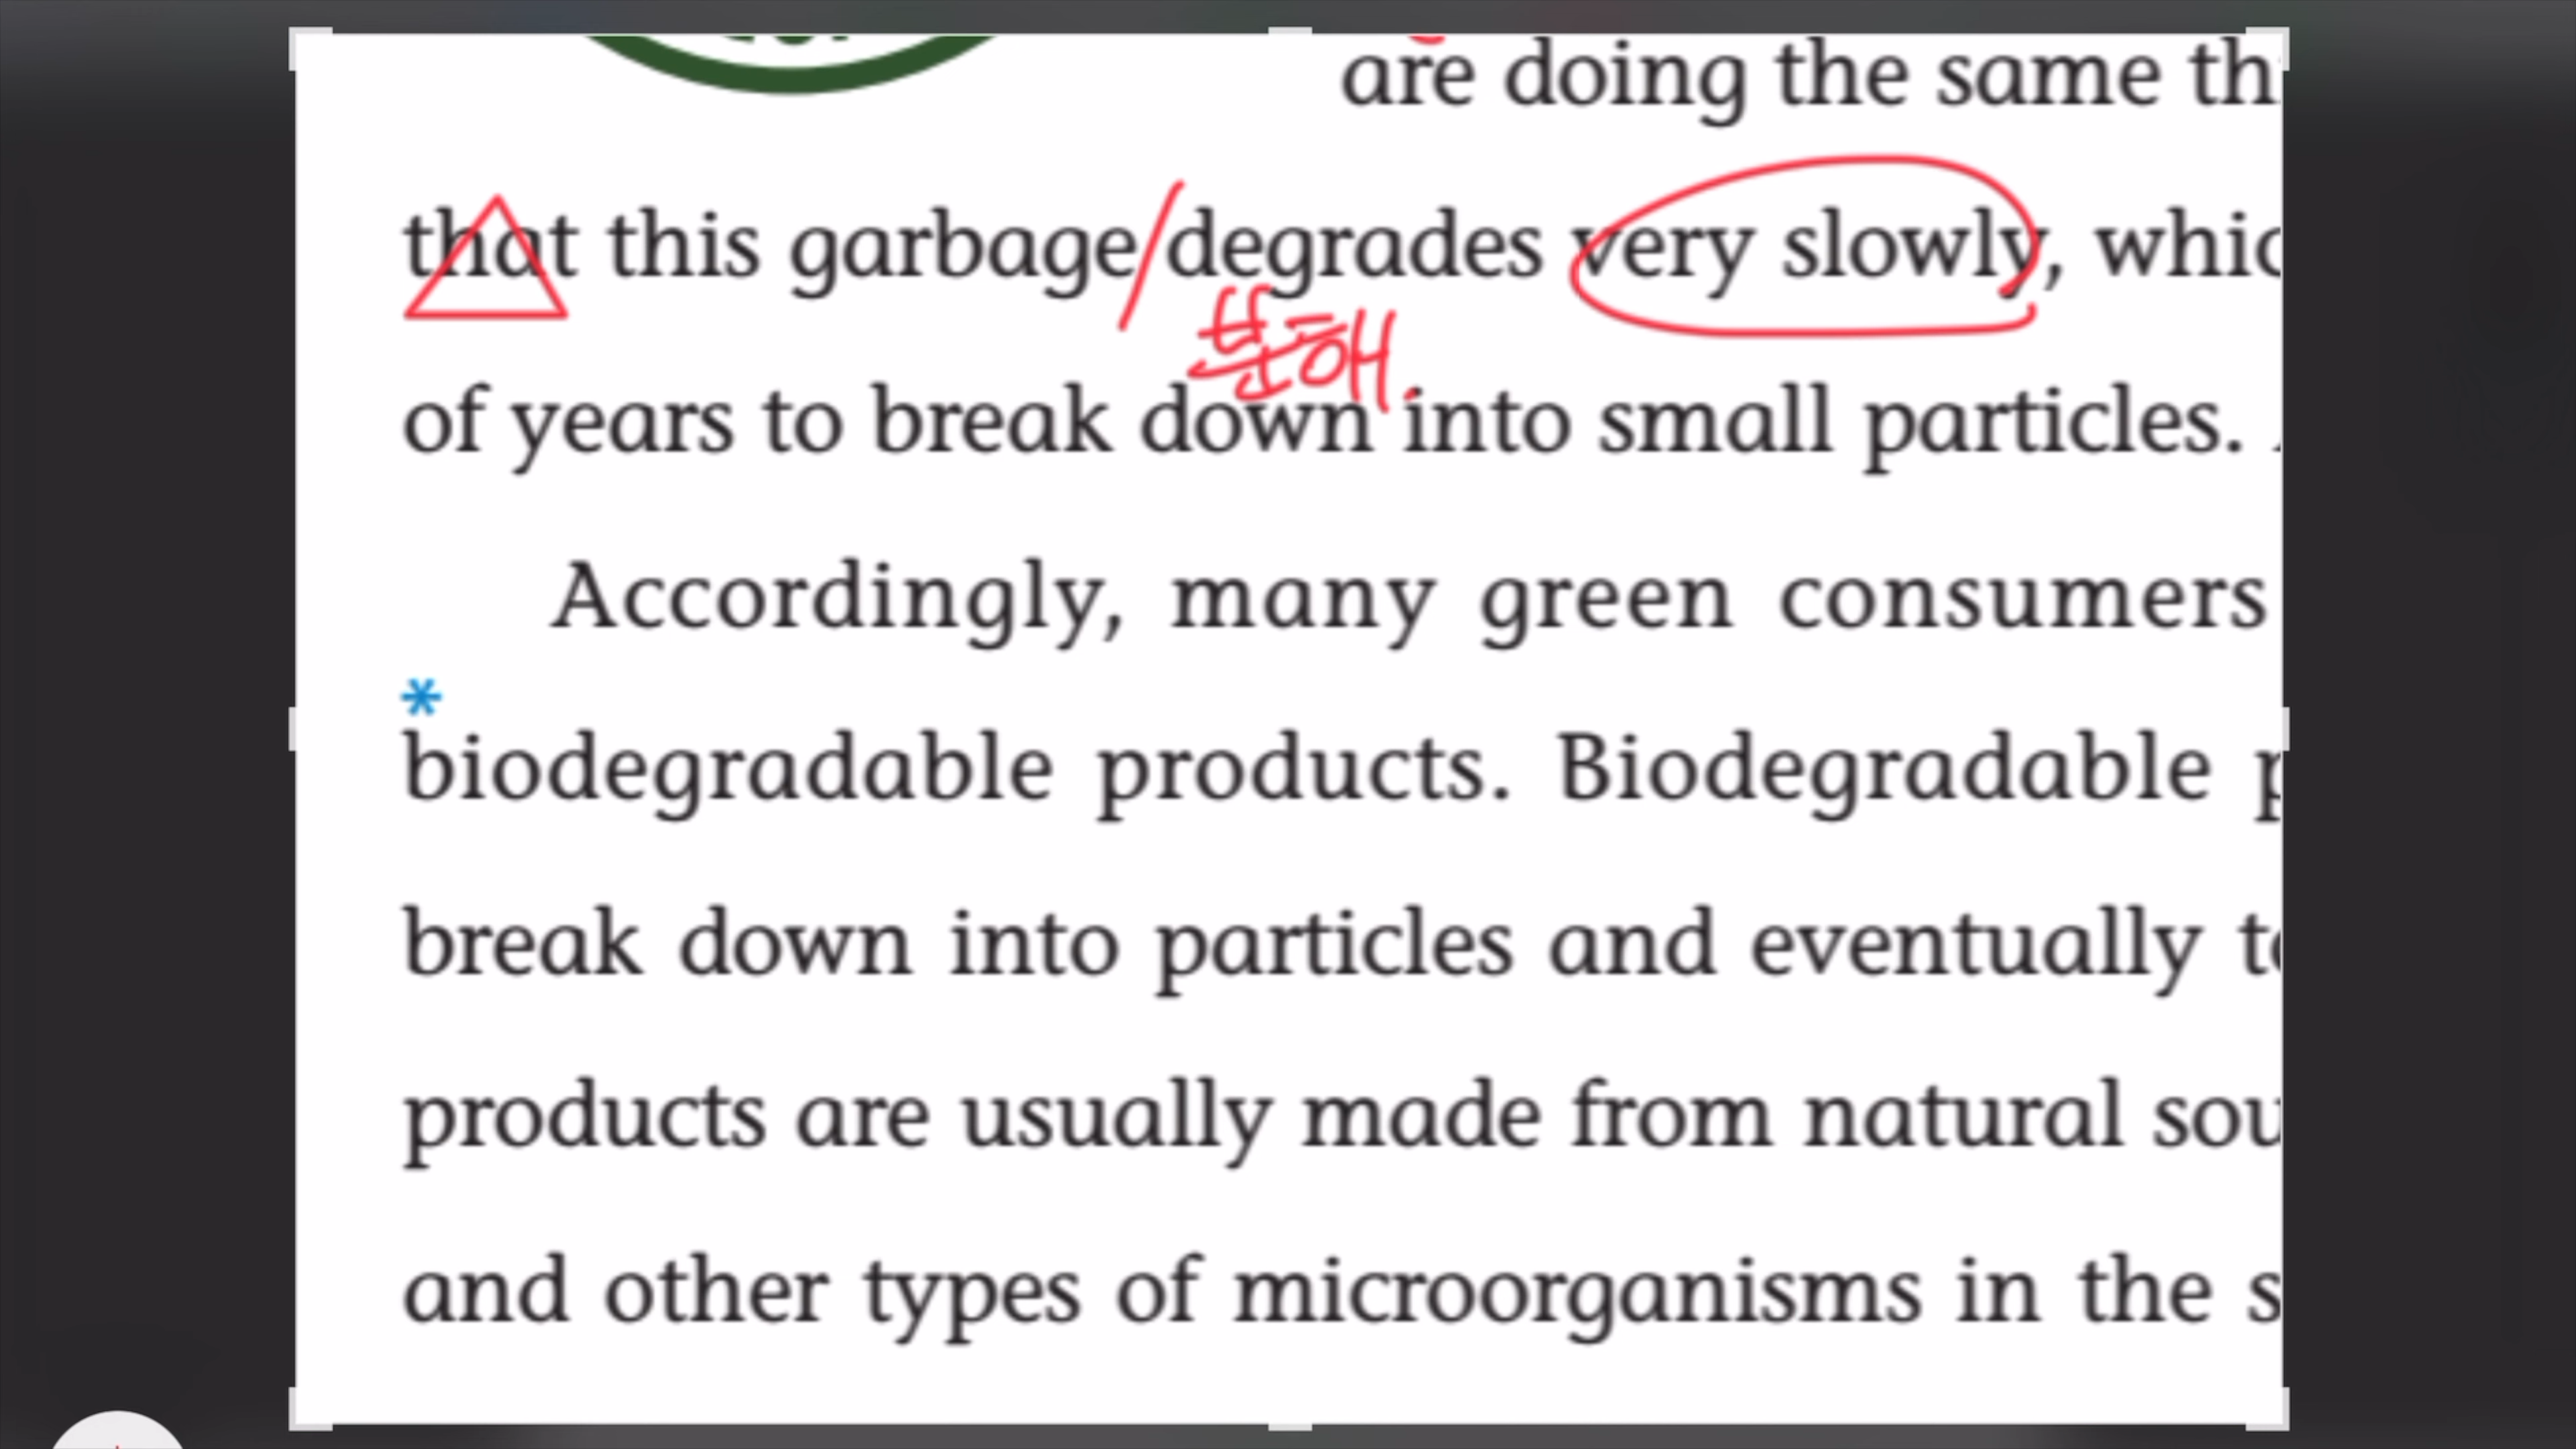 are doing the same th
that this garbage degrades very slowly, whic
분해.
of years to break down into small particles.
Accordingly, many green consumers
*
biodegradable products. Biodegradable p
break down into particles and eventually to
products are usually made from natural sou
and other types of microorganisms in the s